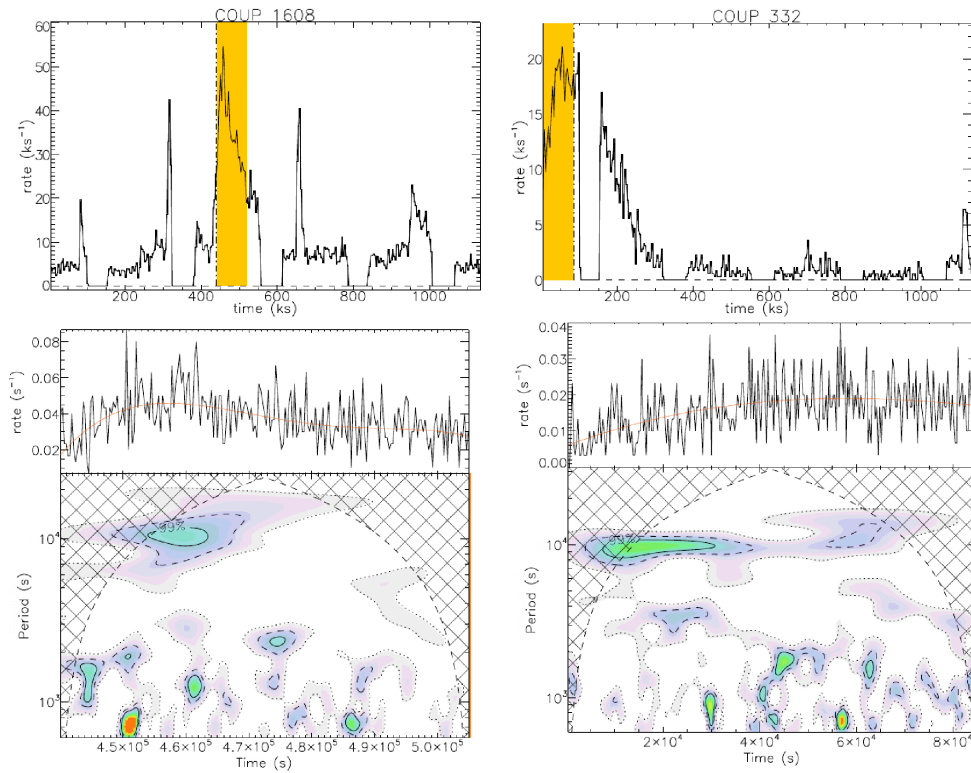 COUP 1608
60
50
40
30
20
10
0
rate (ks⁻¹)
200 400 600 800 1000
time (ks)
COUP 332
20
15
10
5
0
rate (ks⁻¹)
200 400 600 800 1000
time (ks)
0.08
0.06
0.04
0.02
rate (s⁻¹)
0.04
0.03
0.02
0.01
0.00
rate (s⁻¹)
99%
10⁴
10³
Period (s)
4.5×10⁵ 4.6×10⁵ 4.7×10⁵ 4.8×10⁵ 4.9×10⁵ 5.0×10⁵
Time (s)
99%
10⁴
10³
Period (s)
2×10⁴ 4×10⁴ 6×10⁴ 8×10⁴
Time (s)